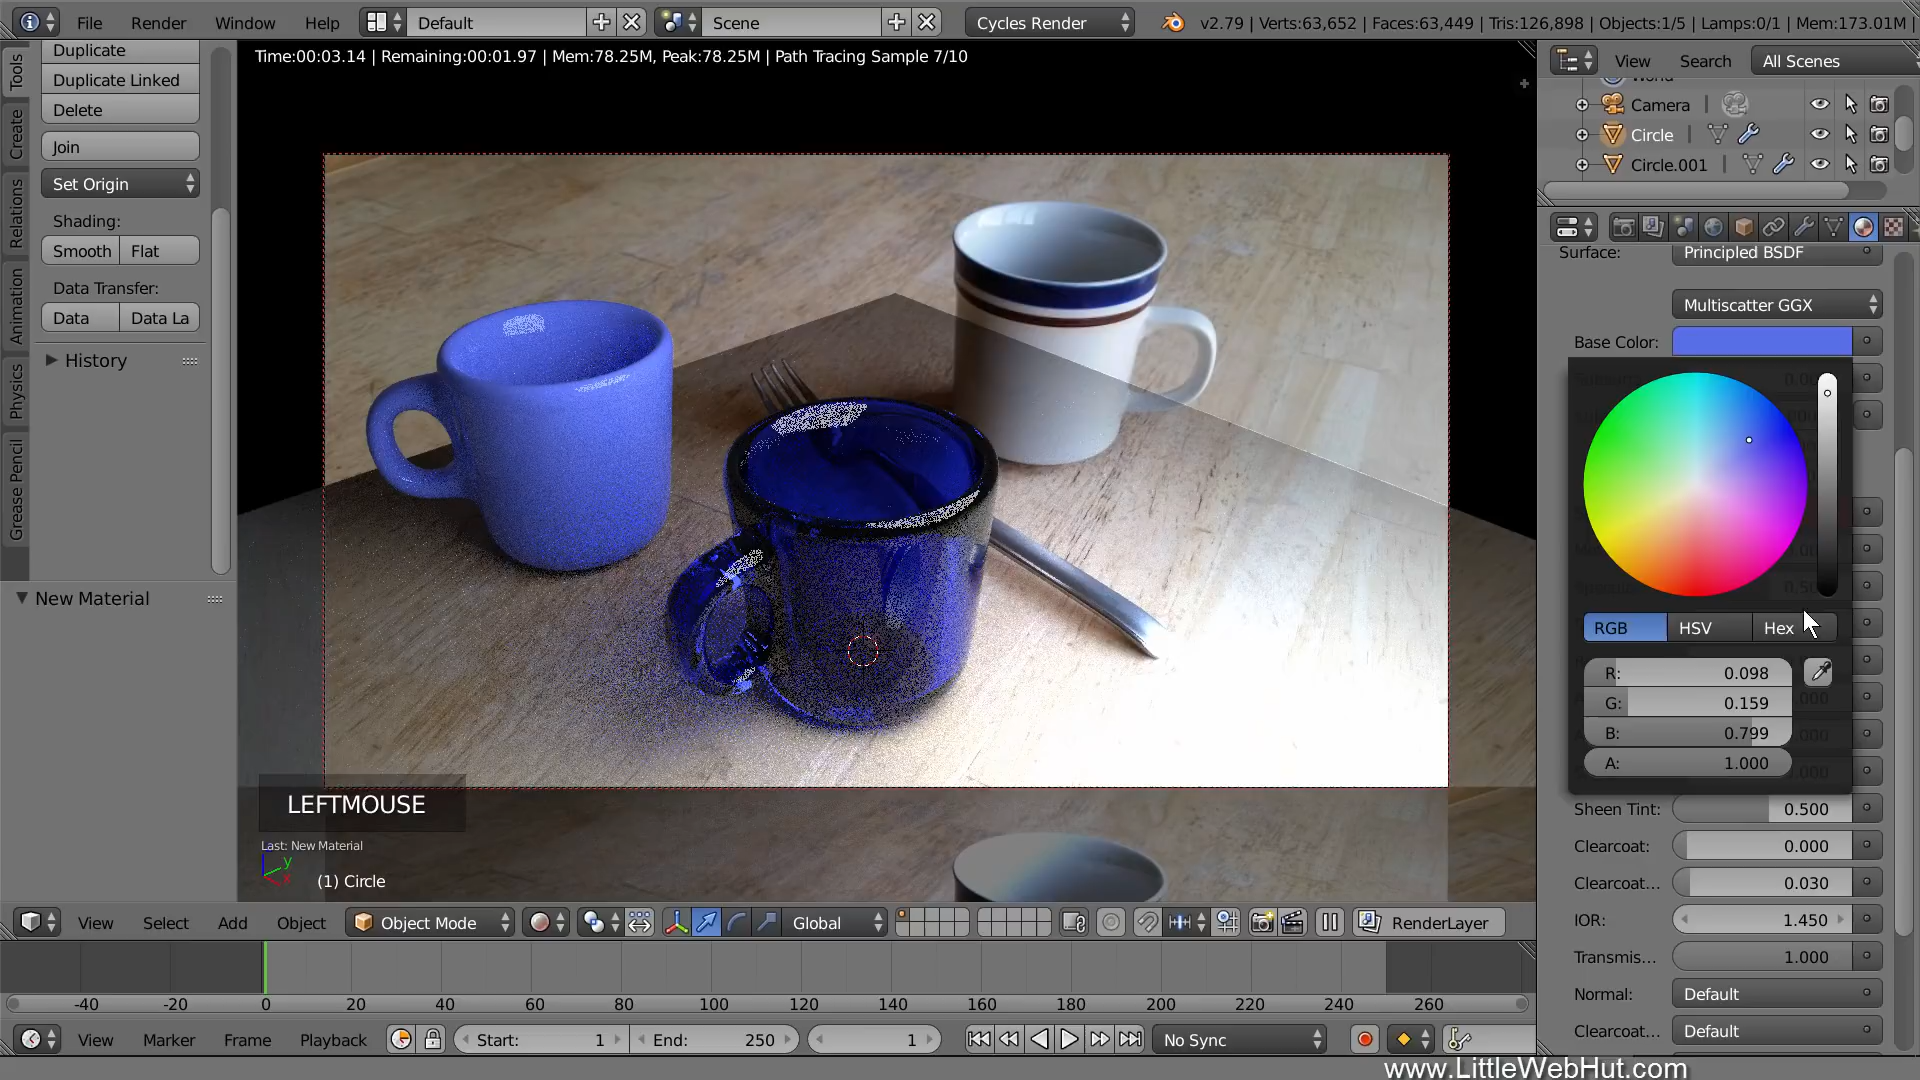 File Render Window Help Default Scene Cycles Render v2.79 | Verts:63,652 | Faces:63,449 | Tris:126,898 | Objects:1/5 | Lamps:0/1 | Mem:173.01M |
Time:00:03.14 | Remaining:00:01.97 | Mem:78.25M, Peak:78.25M | Path Tracing Sample 7/10
View Search All Scenes
World
Camera
Circle
Circle.001
Tools
Create
Relations
Animation
Physics
Grease Pencil
Duplicate
Duplicate Linked
Delete
Join
Set Origin
Shading:
Smooth Flat
Data Transfer:
Data Data La
History
New Material
Surface: Principled BSDF
Multiscatter GGX
Base Color:
RGB HSV Hex
R: 0.098
G: 0.159
B: 0.799
A: 1.000
Sheen Tint: 0.500
Clearcoat: 0.000
Clearcoat... 0.030
IOR: 1.450
Transmis... 1.000
Normal: Default
Clearcoat... Default
LEFTMOUSE
Last: New Material
y
x
(1) Circle
View Select Add Object Object Mode Global RenderLayer
-40 -20 0 20 40 60 80 100 120 140 160 180 200 220 240 260
View Marker Frame Playback Start: 1 End: 250 1 No Sync
www.LittleWebHut.com